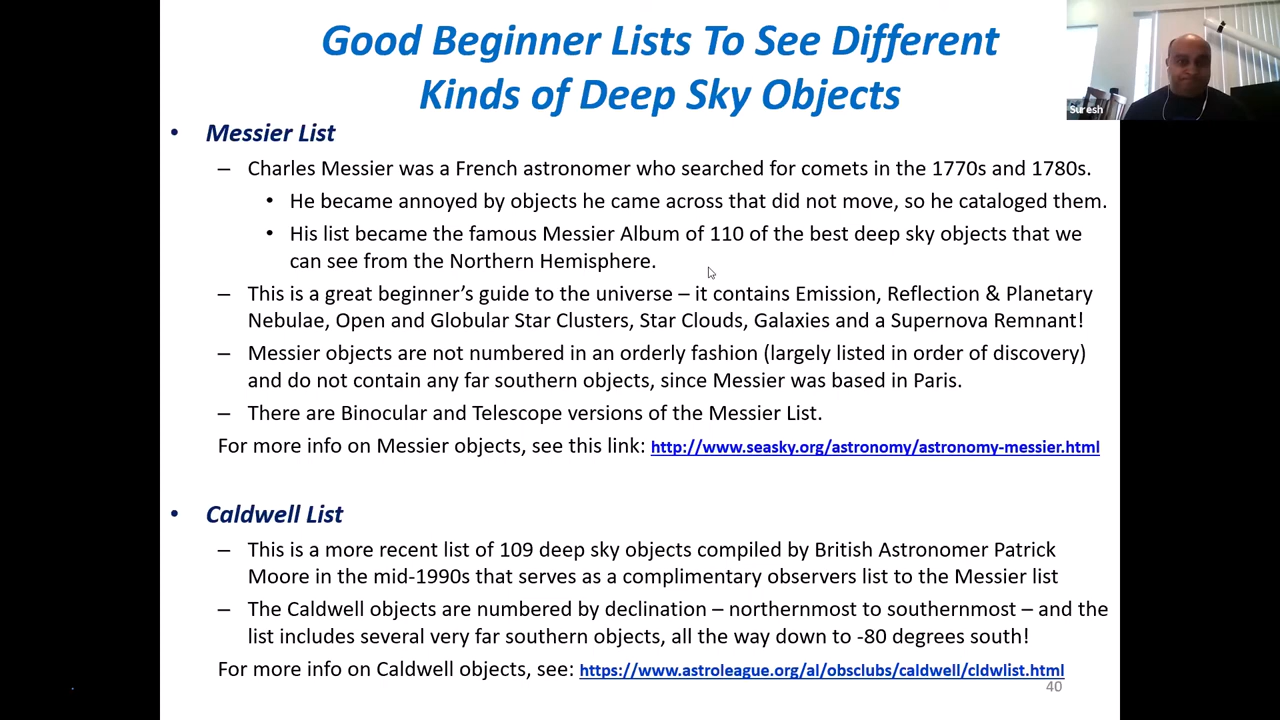 Good Beginner Lists To See Different
Kinds of Deep Sky Objects
Suresh
• Messier List
– Charles Messier was a French astronomer who searched for comets in the 1770s and 1780s.
• He became annoyed by objects he came across that did not move, so he cataloged them.
• His list became the famous Messier Album of 110 of the best deep sky objects that we
can see from the Northern Hemisphere.
– This is a great beginner’s guide to the universe – it contains Emission, Reflection & Planetary
Nebulae, Open and Globular Star Clusters, Star Clouds, Galaxies and a Supernova Remnant!
– Messier objects are not numbered in an orderly fashion (largely listed in order of discovery)
and do not contain any far southern objects, since Messier was based in Paris.
– There are Binocular and Telescope versions of the Messier List.
For more info on Messier objects, see this link: http://www.seasky.org/astronomy/astronomy-messier.html
• Caldwell List
– This is a more recent list of 109 deep sky objects compiled by British Astronomer Patrick
Moore in the mid-1990s that serves as a complimentary observers list to the Messier list
– The Caldwell objects are numbered by declination – northernmost to southernmost – and the
list includes several very far southern objects, all the way down to -80 degrees south!
For more info on Caldwell objects, see: https://www.astroleague.org/al/obsclubs/caldwell/cldwlist.html
40